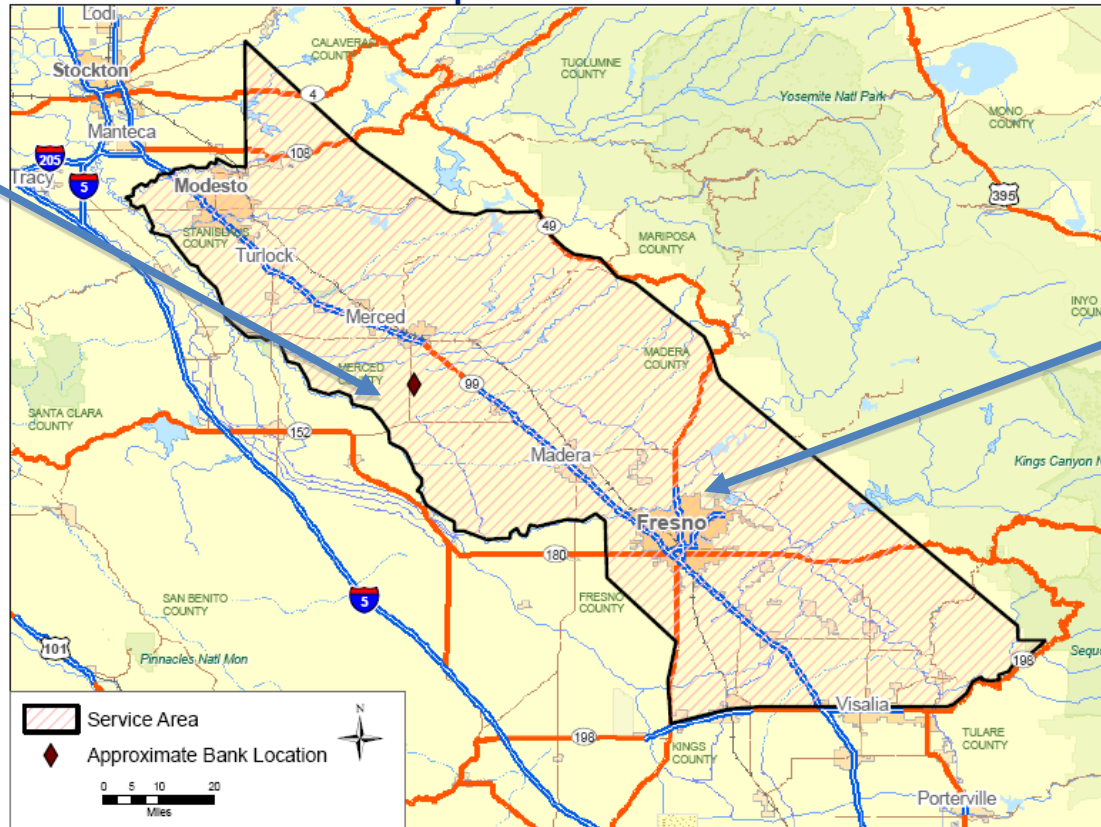 Lodi
CALAVERAS
COUNTY
TUOLUMNE
COUNTY
Stockton
4
Yosemite Natl Park
MONO
COUNTY
Manteca
108
205
Tracy
5
Modesto
395
STANISLAUS
COUNTY
49
MARIPOSA
COUNTY
Turlock
INYO
COUN
Merced
MADERA
COUNTY
MERCED
COUNTY
99
SANTA CLARA
COUNTY
152
Madera
Kings Canyon N
Fresno
180
SAN BENITO
COUNTY
5
FRESNO
COUNTY
101
Pinnacles Natl Mon
198
Sequ
Service Area
N
Visalia
Approximate Bank Location
198
KINGS
COUNTY
TULARE
COUNTY
0 5 10 20
Miles
Porterville